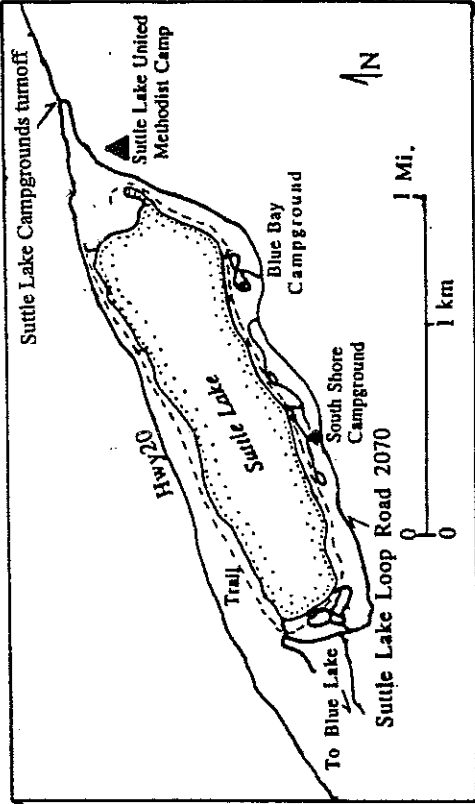 Suttle Lake Campgrounds turnoff
Suttle Lake United
Methodist Camp
N
Hwy20
Suttle Lake
Blue Bay
Campground
1 Mi.
1 km
Trail
South Shore
Campground
0
0
To Blue Lake
Suttle Lake Loop Road 2070